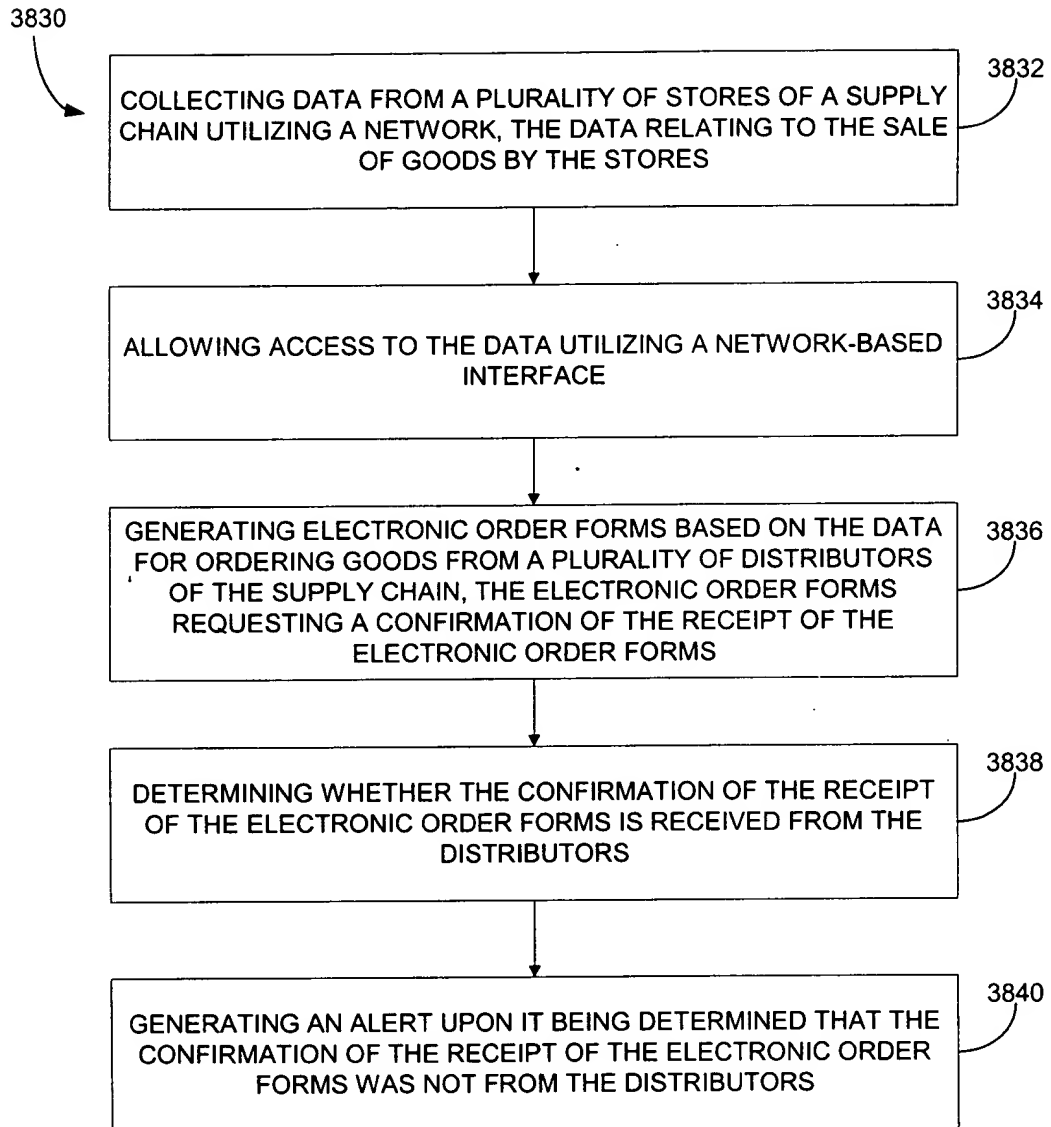 3830
3832
COLLECTING DATA FROM A PLURALITY OF STORES OF A SUPPLY
CHAIN UTILIZING A NETWORK, THE DATA RELATING TO THE SALE
OF GOODS BY THE STORES
3834
ALLOWING ACCESS TO THE DATA UTILIZING A NETWORK-BASED
INTERFACE
3836
GENERATING ELECTRONIC ORDER FORMS BASED ON THE DATA
FOR ORDERING GOODS FROM A PLURALITY OF DISTRIBUTORS
OF THE SUPPLY CHAIN, THE ELECTRONIC ORDER FORMS
REQUESTING A CONFIRMATION OF THE RECEIPT OF THE
ELECTRONIC ORDER FORMS
3838
DETERMINING WHETHER THE CONFIRMATION OF THE RECEIPT
OF THE ELECTRONIC ORDER FORMS IS RECEIVED FROM THE
DISTRIBUTORS
3840
GENERATING AN ALERT UPON IT BEING DETERMINED THAT THE
CONFIRMATION OF THE RECEIPT OF THE ELECTRONIC ORDER
FORMS WAS NOT FROM THE DISTRIBUTORS